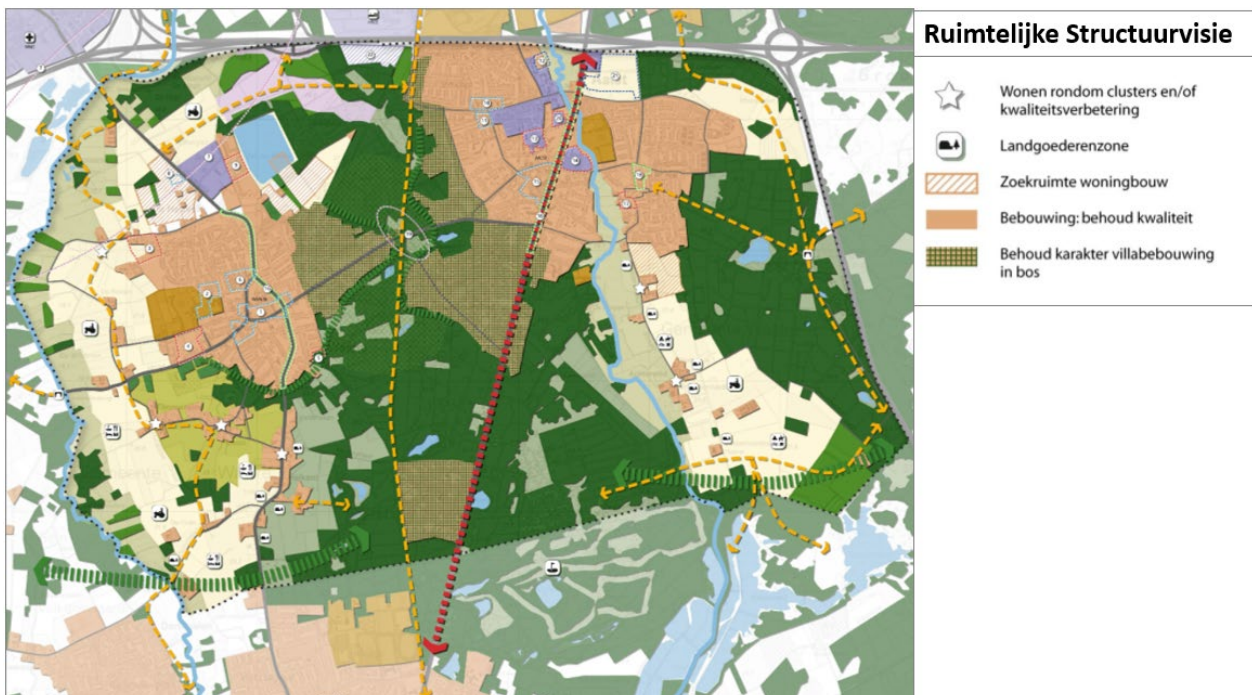 Ruimtelijke Structuurvisie
Wonen rondom clusters en/of
kwaliteitsverbetering
Landgoederenzone
Zoekruimte woningbouw
Bebouwing: behoud kwaliteit
Behoud karakter villabebouwing
in bos